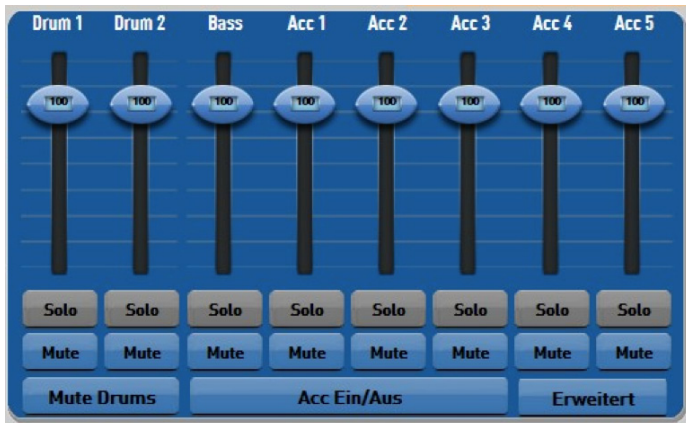 Drum 1 Drum 2 Bass Acc 1 Acc 2 Acc 3 Acc 4 Acc 5
100 100 100 100 100 100 100 100
Solo Solo Solo Solo Solo Solo Solo Solo
Mute Mute Mute Mute Mute Mute Mute Mute
Mute Drums Acc Ein/Aus Erweitert